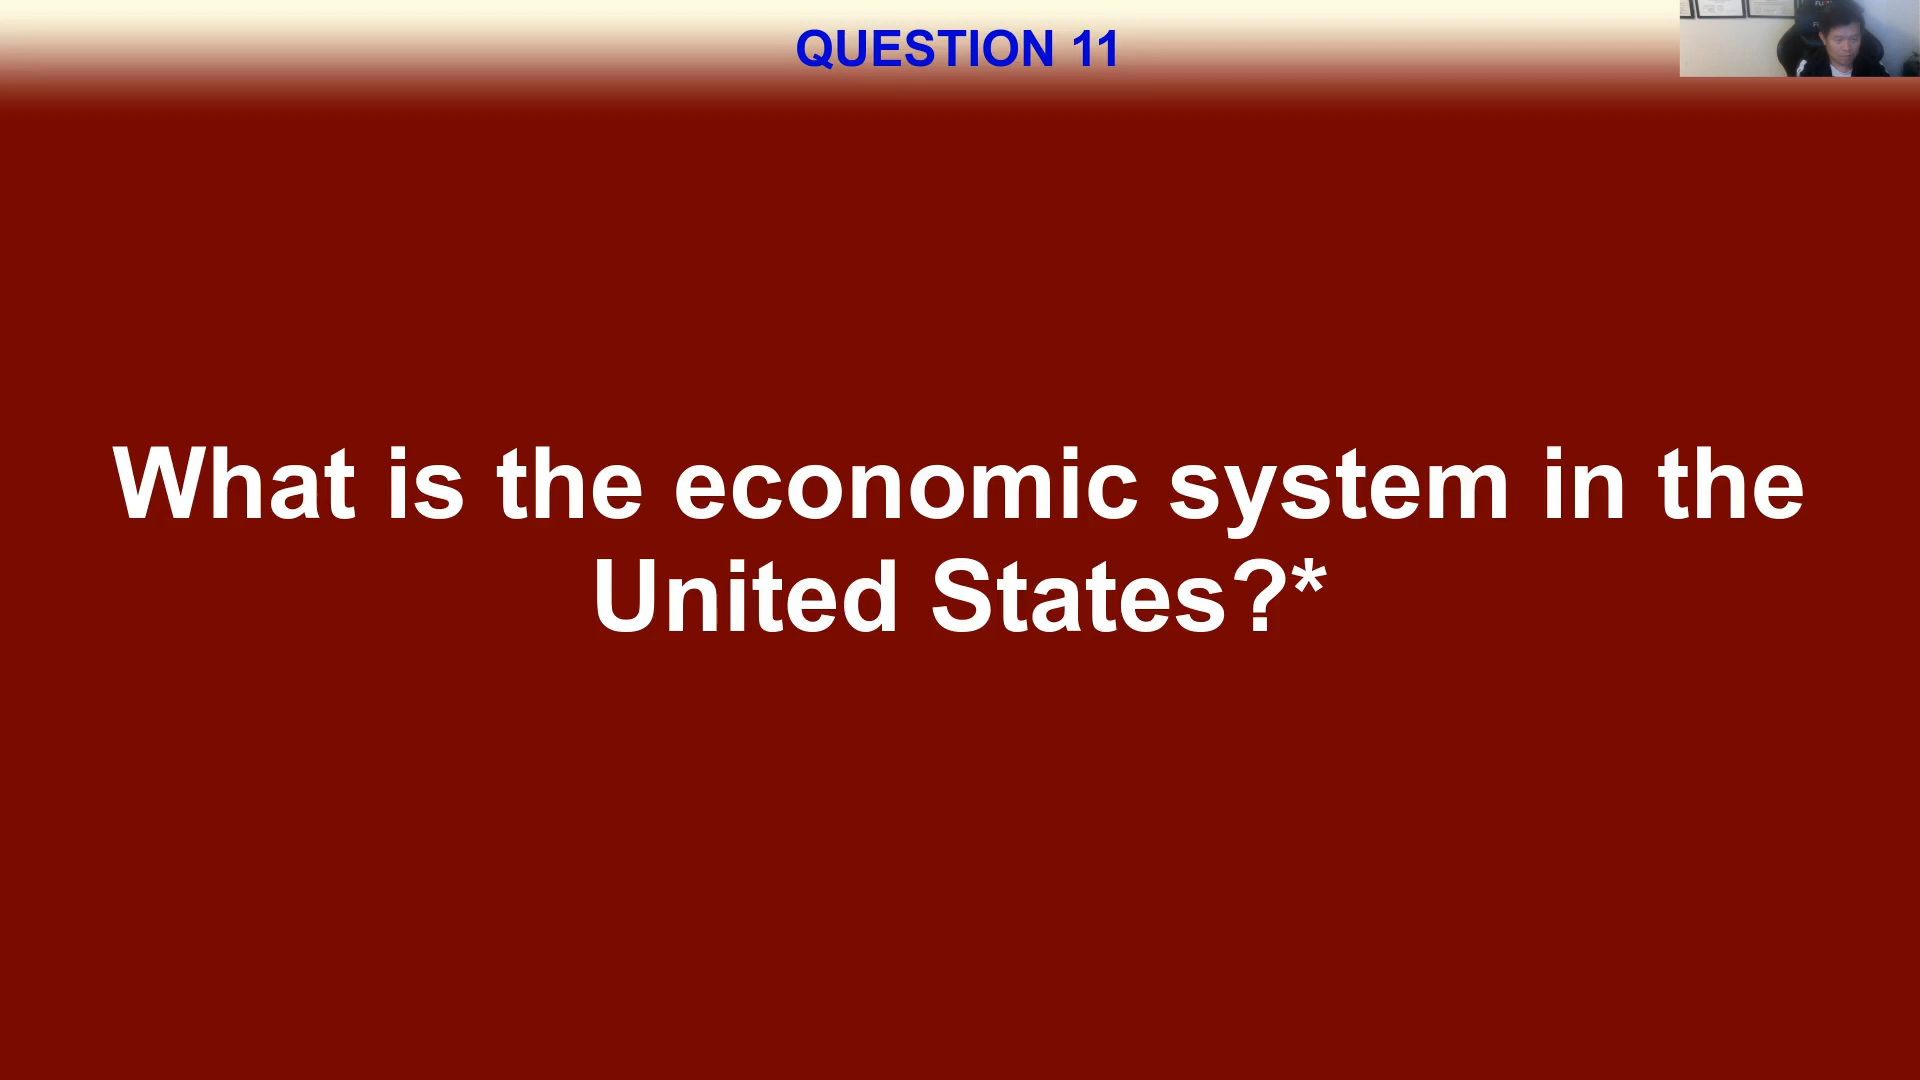 QUESTION 11
What is the economic system in the
United States?*